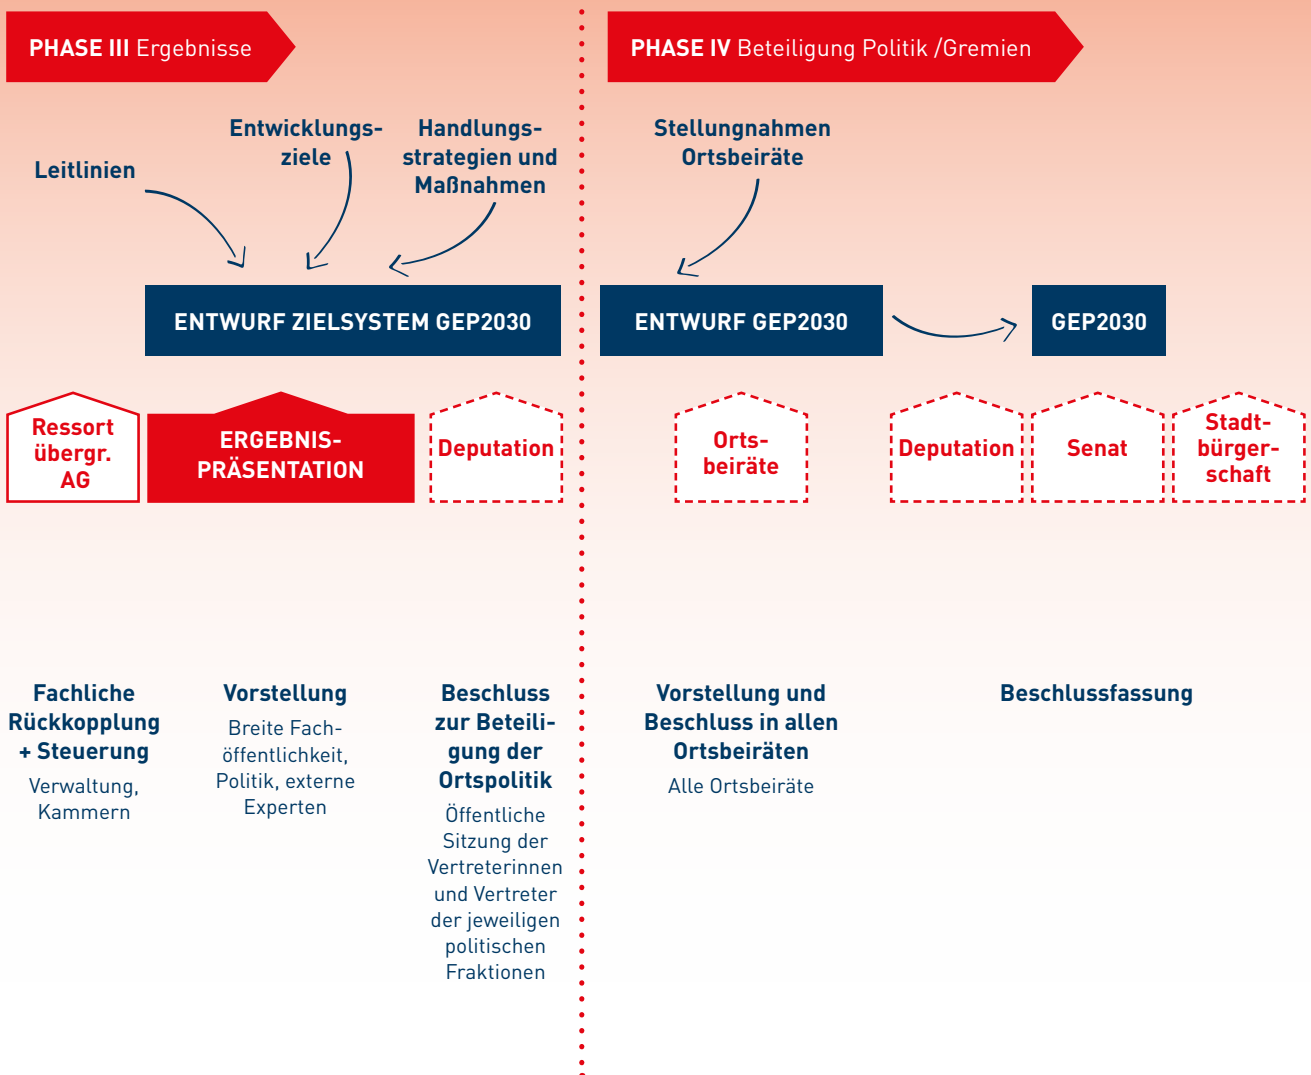 PHASE III Ergebnisse
Leitlinien
Entwicklungs-
ziele
Handlungs-
strategien und
Maßnahmen
ENTWURF ZIELSYSTEM GEP2030
Ressort
übergr.
AG
ERGEBNIS-
PRÄSENTATION
Deputation
Fachliche
Rückkopplung
+ Steuerung
Verwaltung,
Kammern
Vorstellung
Breite Fach-
öffentlichkeit,
Politik, externe
Experten
Beschluss
zur Beteili-
gung der
Ortspolitik
Öffentliche
Sitzung der
Vertreterinnen
und Vertreter
der jeweiligen
politischen
Fraktionen
PHASE IV Beteiligung Politik /Gremien
Stellungnahmen
Ortsbeiräte
ENTWURF GEP2030
GEP2030
Orts-
beiräte
Deputation
Senat
Stadt-
bürger-
schaft
Vorstellung und
Beschluss in allen
Ortsbeiräten
Alle Ortsbeiräte
Beschlussfassung